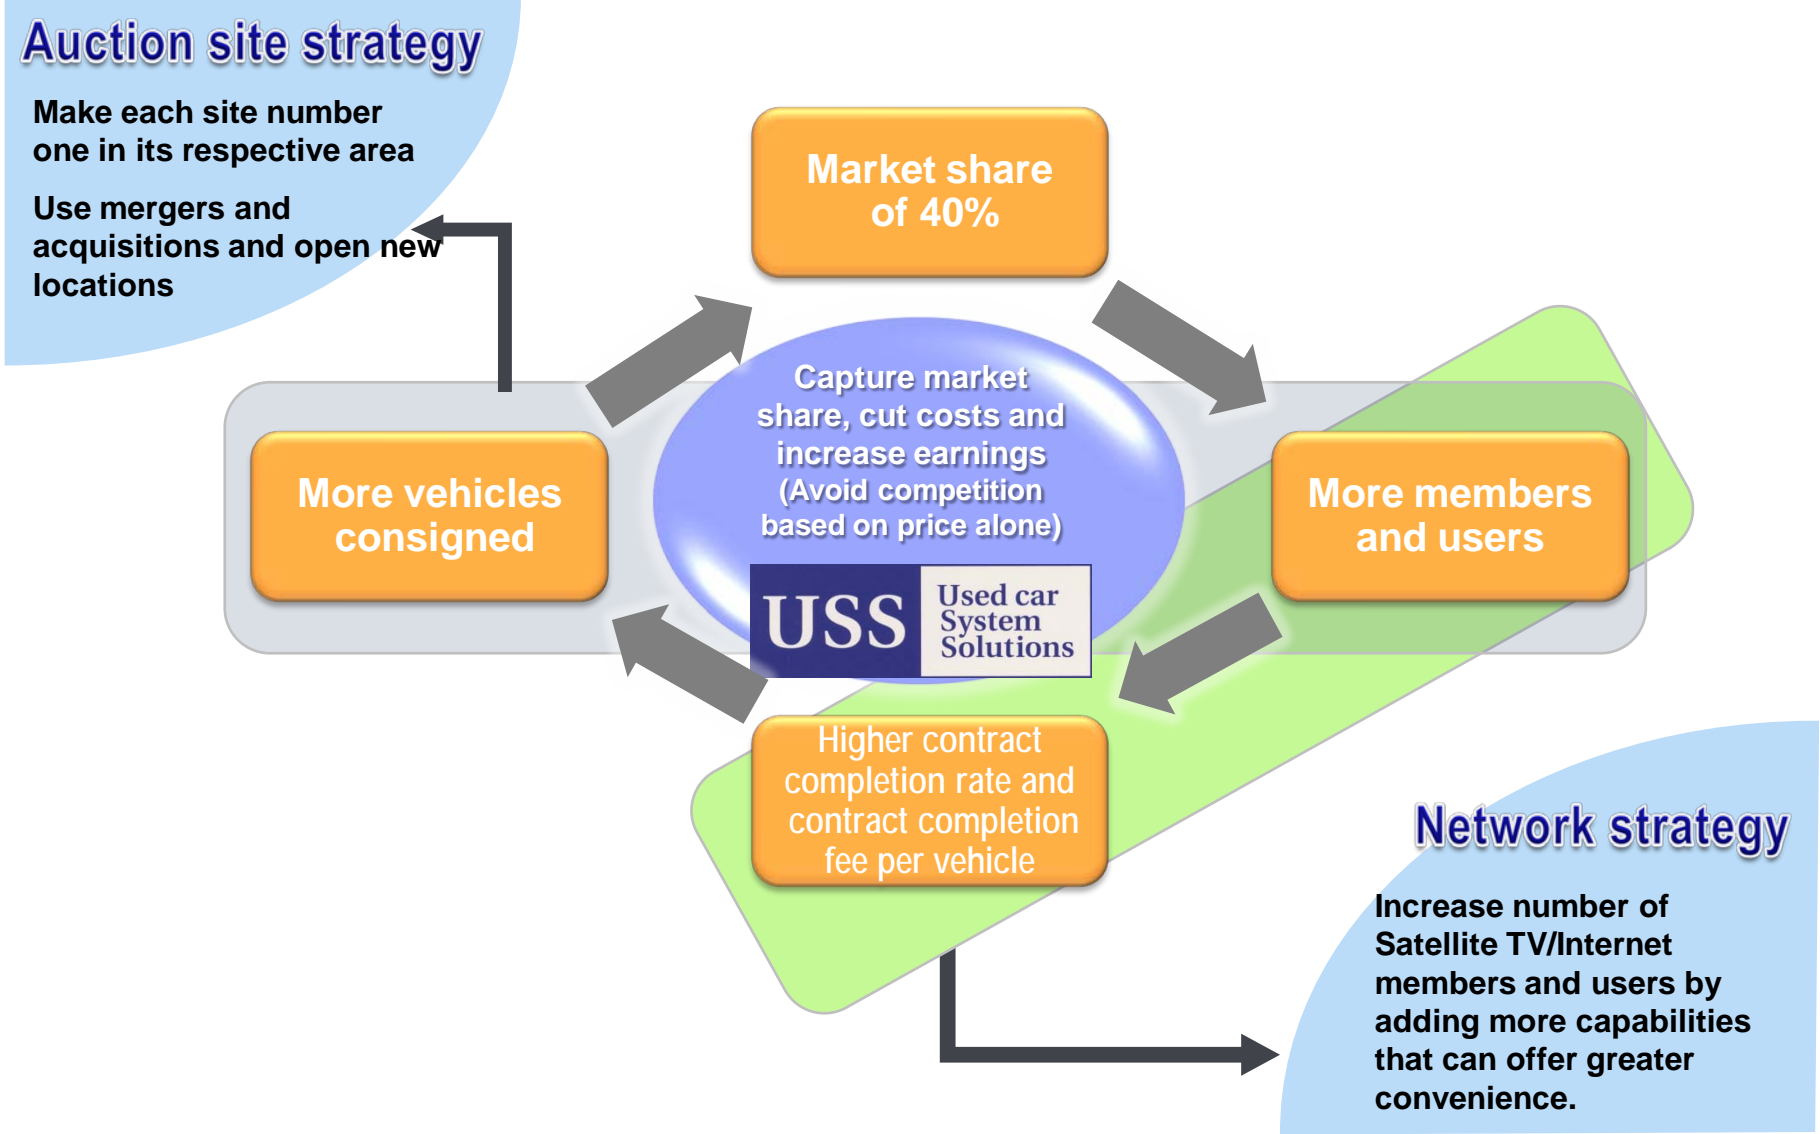 Auction site strategy
Make each site number
one in its respective area
Use mergers and
acquisitions and open new
locations
Market share
of 40%
Capture market
share, cut costs and
increase earnings
(Avoid competition
based on price alone)
USS
Used car
System
Solutions
More vehicles
consigned
More members
and users
Higher contract
completion rate and
contract completion
fee per vehicle
Network strategy
Increase number of
Satellite TV/Internet
members and users by
adding more capabilities
that can offer greater
convenience.